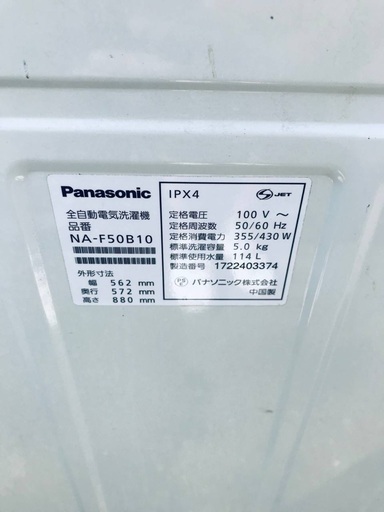 Panasonic
全自動電気洗濯機
品番
NA-F50B10
外形寸法
幅 562 mm
奥行 572 mm
高さ 880 mm
IPX4
S JET
定格電圧 100 V ~
定格周波数 50/60 Hz
定格消費電力 355/430 W
標準洗濯容量 5.0 kg
標準使用水量 114 L
製造番号 1722403374
パナソニック株式会社
中国製